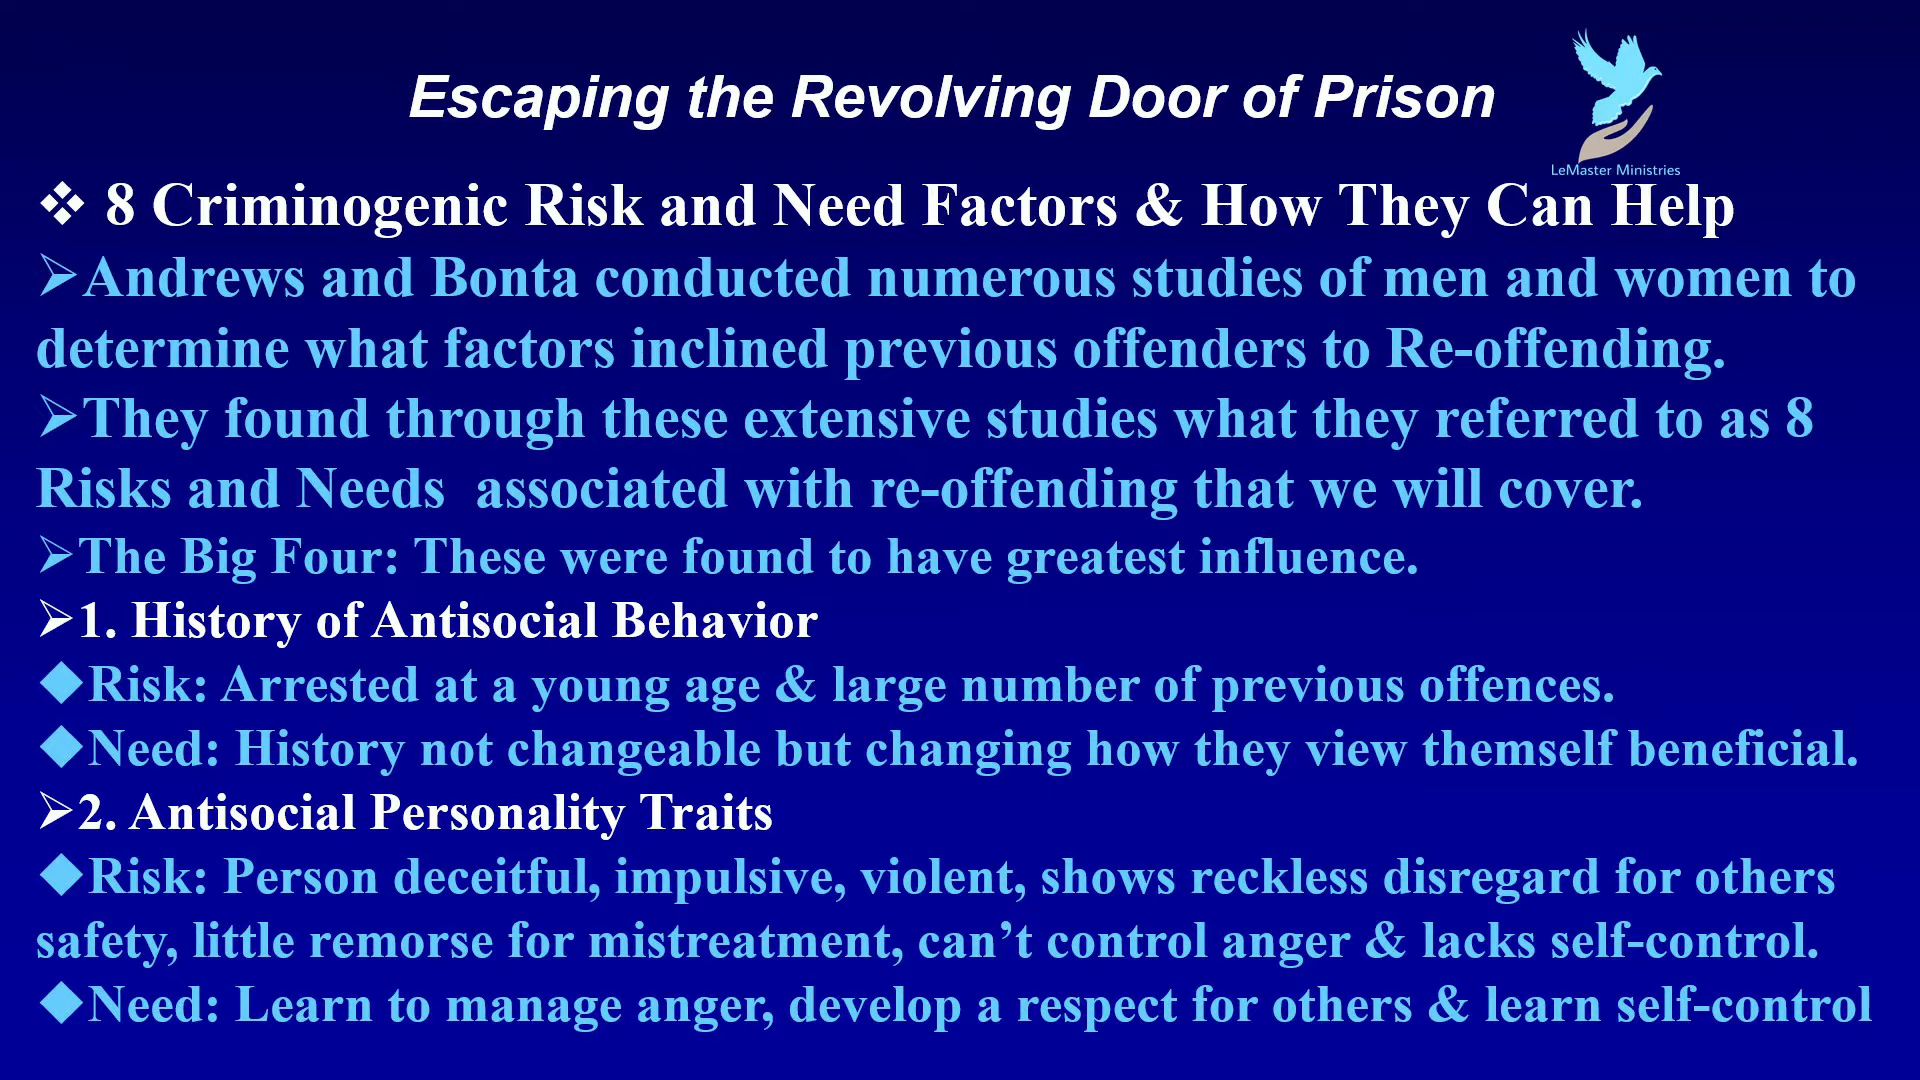 Escaping the Revolving Door of Prison
LeMaster Ministries
❖ 8 Criminogenic Risk and Need Factors & How They Can Help
➢Andrews and Bonta conducted numerous studies of men and women to
determine what factors inclined previous offenders to Re-offending.
➢They found through these extensive studies what they referred to as 8
Risks and Needs  associated with re-offending that we will cover.
➢The Big Four: These were found to have greatest influence.
➢1. History of Antisocial Behavior
◆Risk: Arrested at a young age & large number of previous offences.
◆Need: History not changeable but changing how they view themself beneficial.
➢2. Antisocial Personality Traits
◆Risk: Person deceitful, impulsive, violent, shows reckless disregard for others
safety, little remorse for mistreatment, can’t control anger & lacks self-control.
◆Need: Learn to manage anger, develop a respect for others & learn self-control